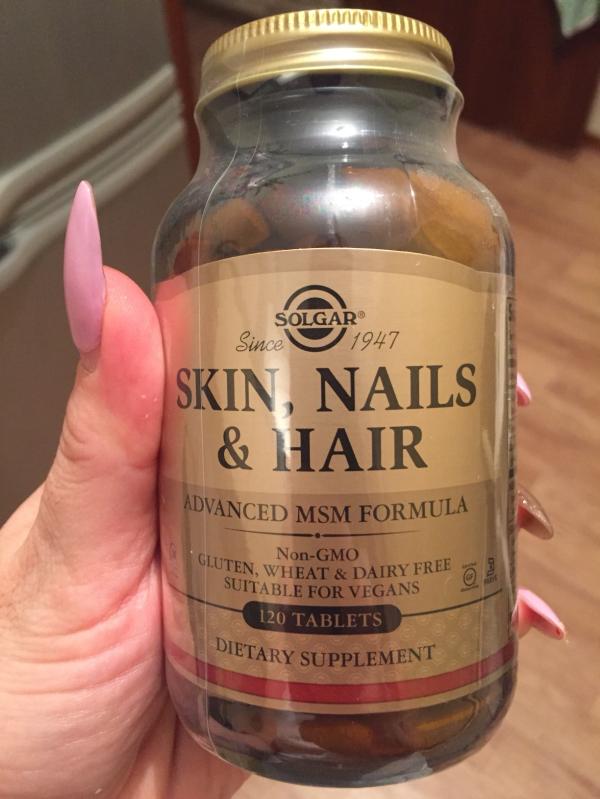 SOLGAR®
Since 1947
SKIN, NAILS
& HAIR
ADVANCED MSM FORMULA
Non-GMO
GLUTEN, WHEAT & DAIRY FREE
SUITABLE FOR VEGANS
120 TABLETS
DIETARY SUPPLEMENT